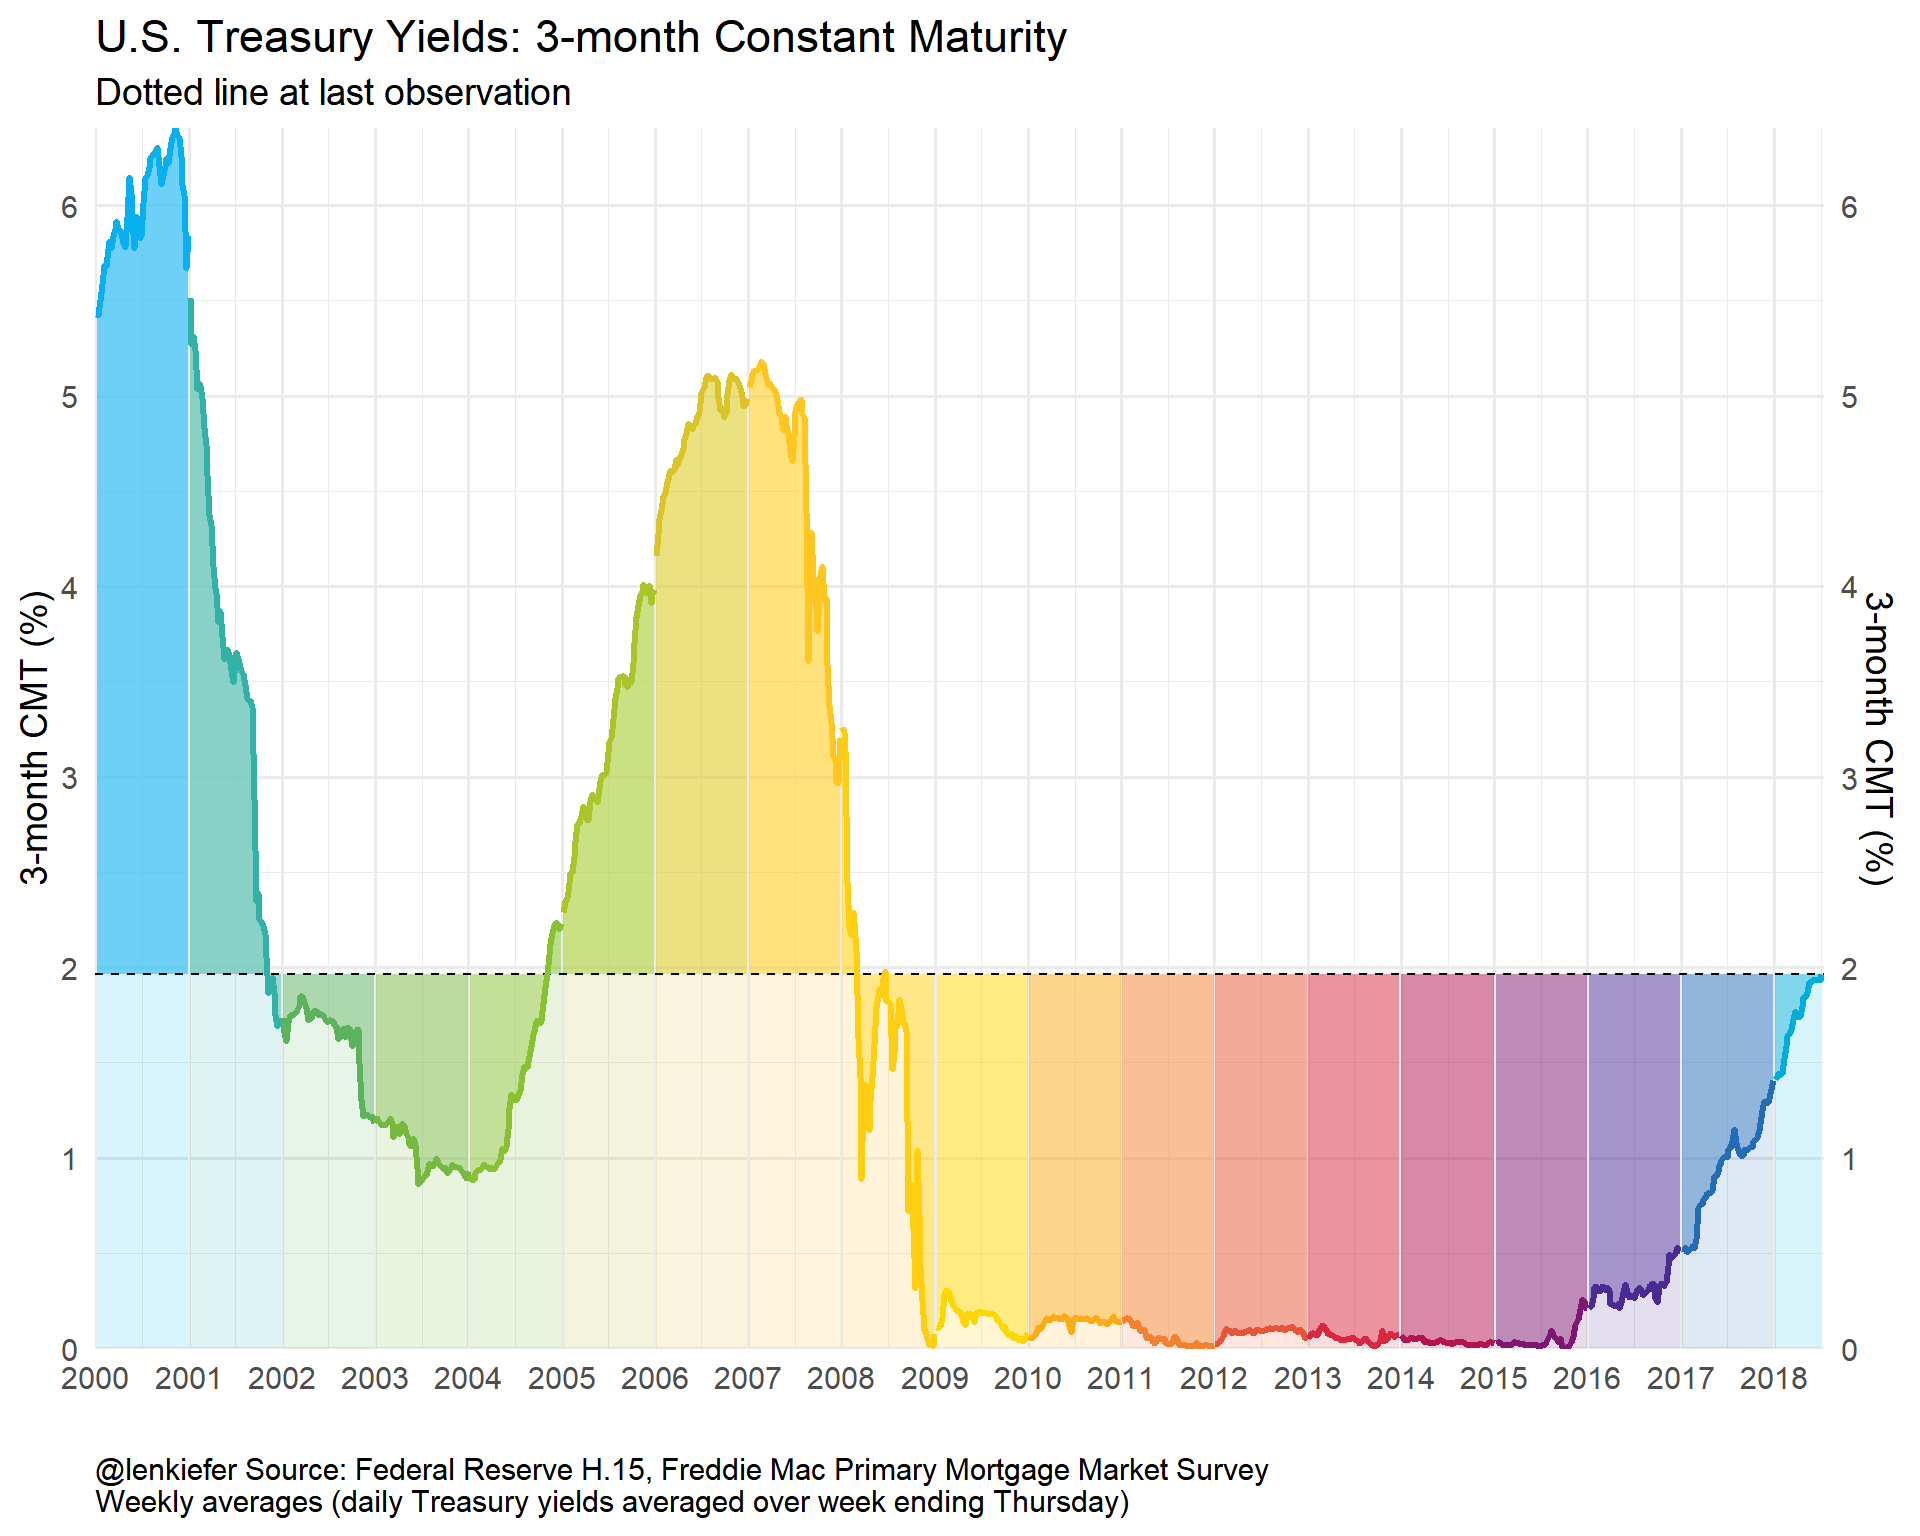 U.S. Treasury Yields: 3-month Constant Maturity
Dotted line at last observation
3-month CMT (%)
6
5
4
3
2
1
0
6
5
4
3
2
1
0
3-month CMT (%)
2000 2001 2002 2003 2004 2005 2006 2007 2008 2009 2010 2011 2012 2013 2014 2015 2016 2017 2018
@lenkiefer Source: Federal Reserve H.15, Freddie Mac Primary Mortgage Market Survey
Weekly averages (daily Treasury yields averaged over week ending Thursday)